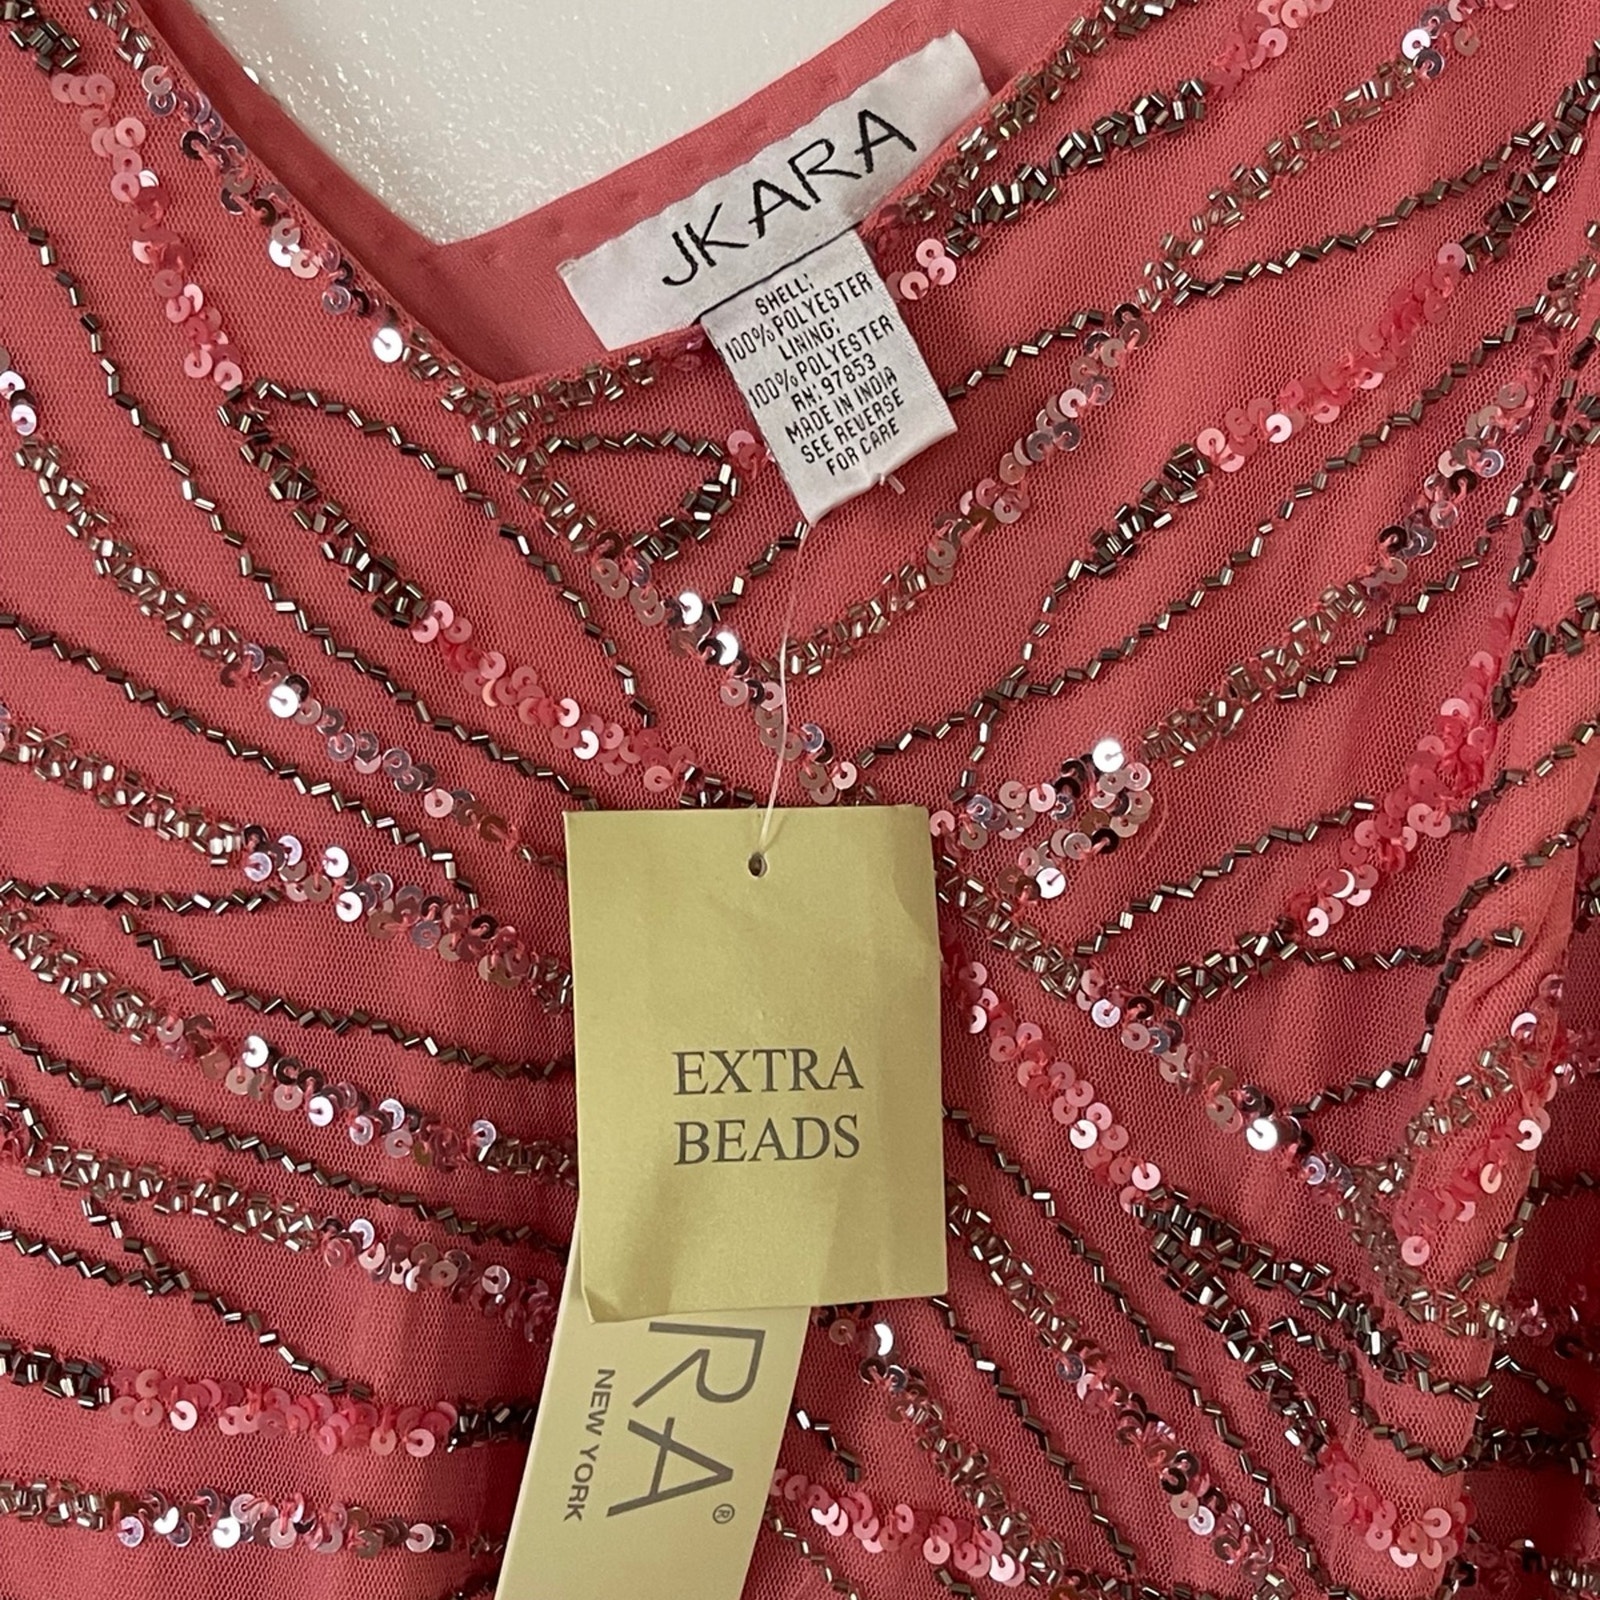 JKARA
SHELL:
100% POLYESTER
LINING:
100% POLYESTER
RN: 97853
MADE IN INDIA
SEE REVERSE
FOR CARE
EXTRA
BEADS
RA®
NEW YORK